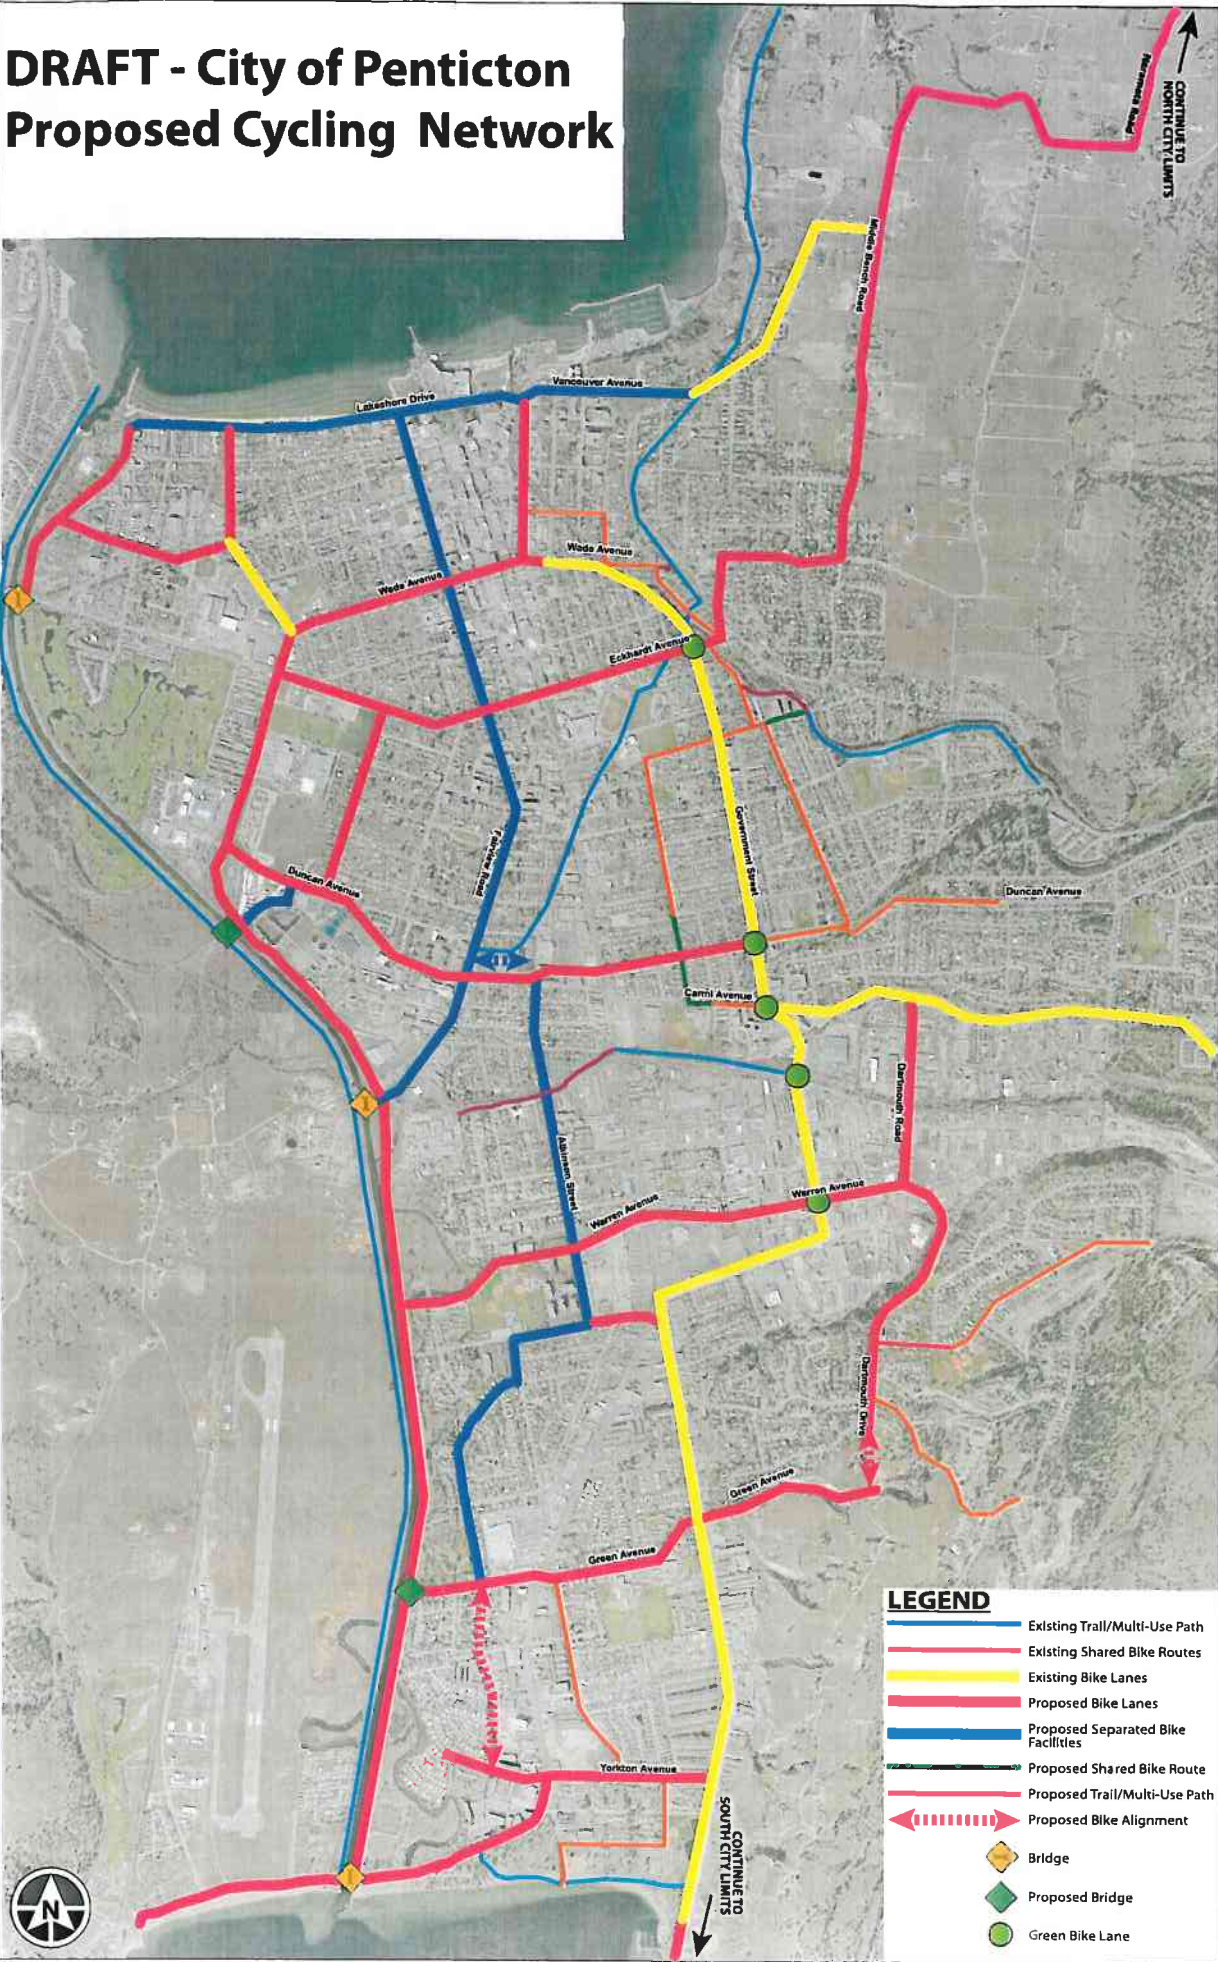 DRAFT - City of Penticton
Proposed Cycling Network
CONTINUE TO
NORTH CITY LIMITS
Naramata Road
Middle Bench Road
Vancouver Avenue
Lakeshore Drive
Wade Avenue
Wade Avenue
Eckhardt Avenue
Government Street
Fairview Road
Duncan Avenue
Duncan Avenue
Carmi Avenue
Dartmouth Road
Atkinson Street
Warren Avenue
Warren Avenue
Dartmouth Drive
Green Avenue
Green Avenue
Yorkton Avenue
CONTINUE TO
SOUTH CITY LIMITS
N
LEGEND
Existing Trail/Multi-Use Path
Existing Shared Bike Routes
Existing Bike Lanes
Proposed Bike Lanes
Proposed Separated Bike
Facilities
Proposed Shared Bike Route
Proposed Trail/Multi-Use Path
Proposed Bike Alignment
Bridge
Proposed Bridge
Green Bike Lane